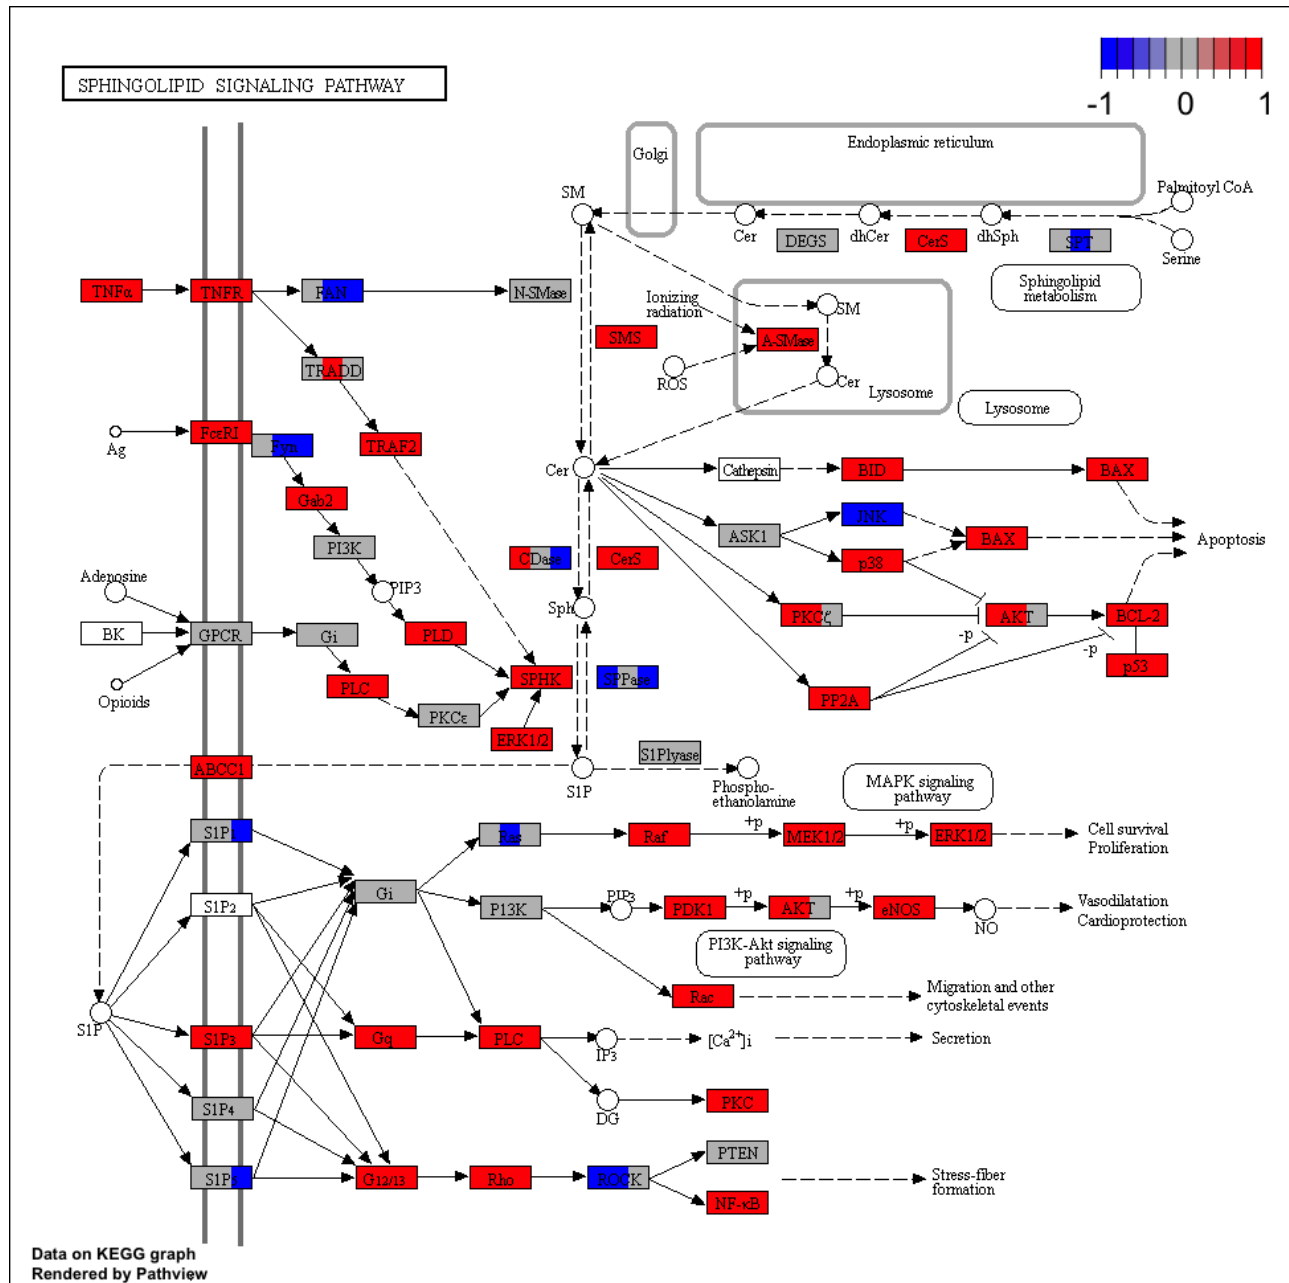 SPHINGOLIPID SIGNALING PATHWAY
-1 0 1
Golgi
Endoplasmic reticulum
SM
Palmitoyl CoA
Cer
dhCer
dhSph
DEGS
CerS
SPT
Serine
Sphingolipid
metabolism
TNFα
TNFR
FAN
N-SMase
Ionizing
radiation
SM
SMS
A-SMase
ROS
Cer
Lysosome
Lysosome
TRADD
Ag
FcεRI
Fyn
TRAF2
Gab2
PI3K
PIP3
Cer
Cathepsin
BID
BAX
ASK1
JNK
p38
BAX
Apoptosis
CDase
CerS
Sph
PKCζ
AKT
BCL-2
-p
-p
p53
PP2A
Adenosine
BK
GPCR
Gi
PLD
Opioids
PLC
SPHK
SPPase
PKCε
ERK1/2
ABCC1
S1P
S1Plyase
Phospho-
ethanolamine
MAPK signaling
pathway
S1P1
Ras
Raf
+p
MEK1/2
+p
ERK1/2
Cell survival
Proliferation
S1P2
Gi
P13K
PIP3
PDK1
+p
AKT
+p
eNOS
NO
Vasodilatation
Cardioprotection
PI3K-Akt signaling
pathway
Rac
Migration and other
cytoskeletal events
S1P
S1P3
Gq
PLC
IP3
[Ca2+]i
Secretion
S1P4
DG
PKC
S1P5
G12/13
Rho
ROCK
PTEN
NF-κB
Stress-fiber
formation
Data on KEGG graph
Rendered by Pathview